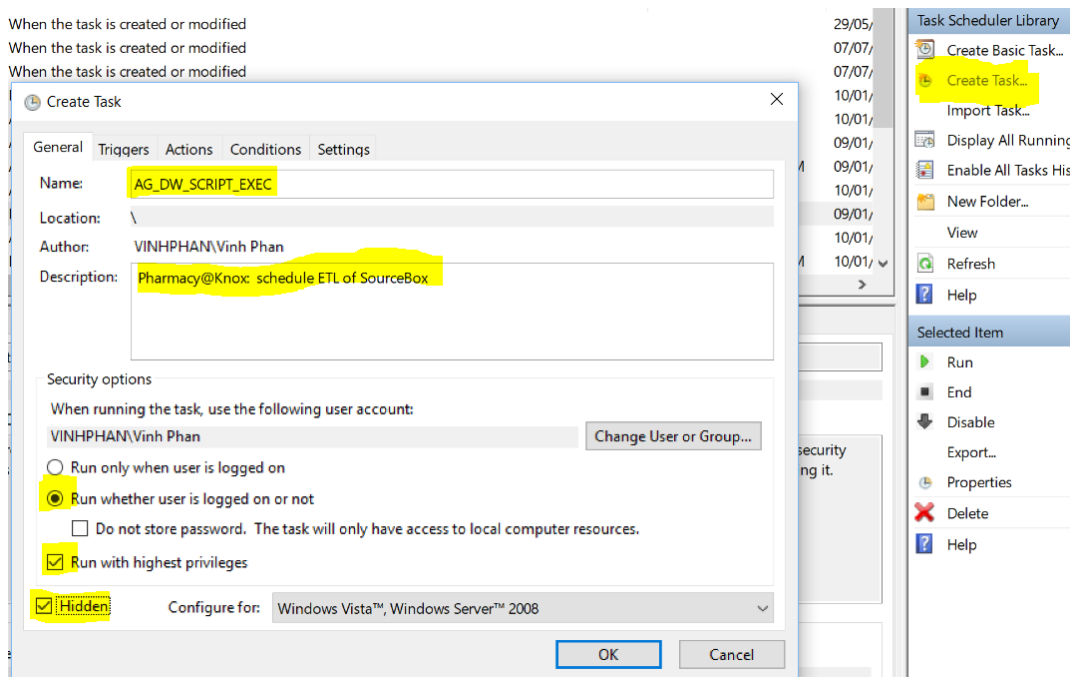 When the task is created or modified 29/05/
When the task is created or modified 07/07/
When the task is created or modified 07/07/
10/01/
10/01/
09/01/
09/01/
10/01/
09/01/
10/01/
10/01/
Create Task
General Triggers Actions Conditions Settings
Name: AG_DW_SCRIPT_EXEC
Location: \
Author: VINHPHAN\Vinh Phan
Description: Pharmacy@Knox: schedule ETL of SourceBox
Security options
When running the task, use the following user account:
VINHPHAN\Vinh Phan Change User or Group...
Run only when user is logged on
Run whether user is logged on or not
Do not store password. The task will only have access to local computer resources.
Run with highest privileges
Hidden Configure for: Windows Vista™, Windows Server™ 2008
OK Cancel
security
ng it.
Task Scheduler Library
Create Basic Task...
Create Task...
Import Task...
Display All Running
Enable All Tasks His
New Folder...
View
Refresh
Help
Selected Item
Run
End
Disable
Export...
Properties
Delete
Help